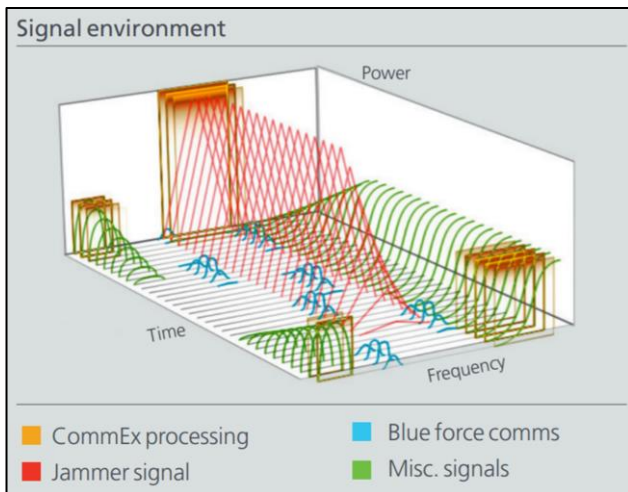 Signal environment
Power
Time
Frequency
CommEx processing
Blue force comms
Jammer signal
Misc. signals